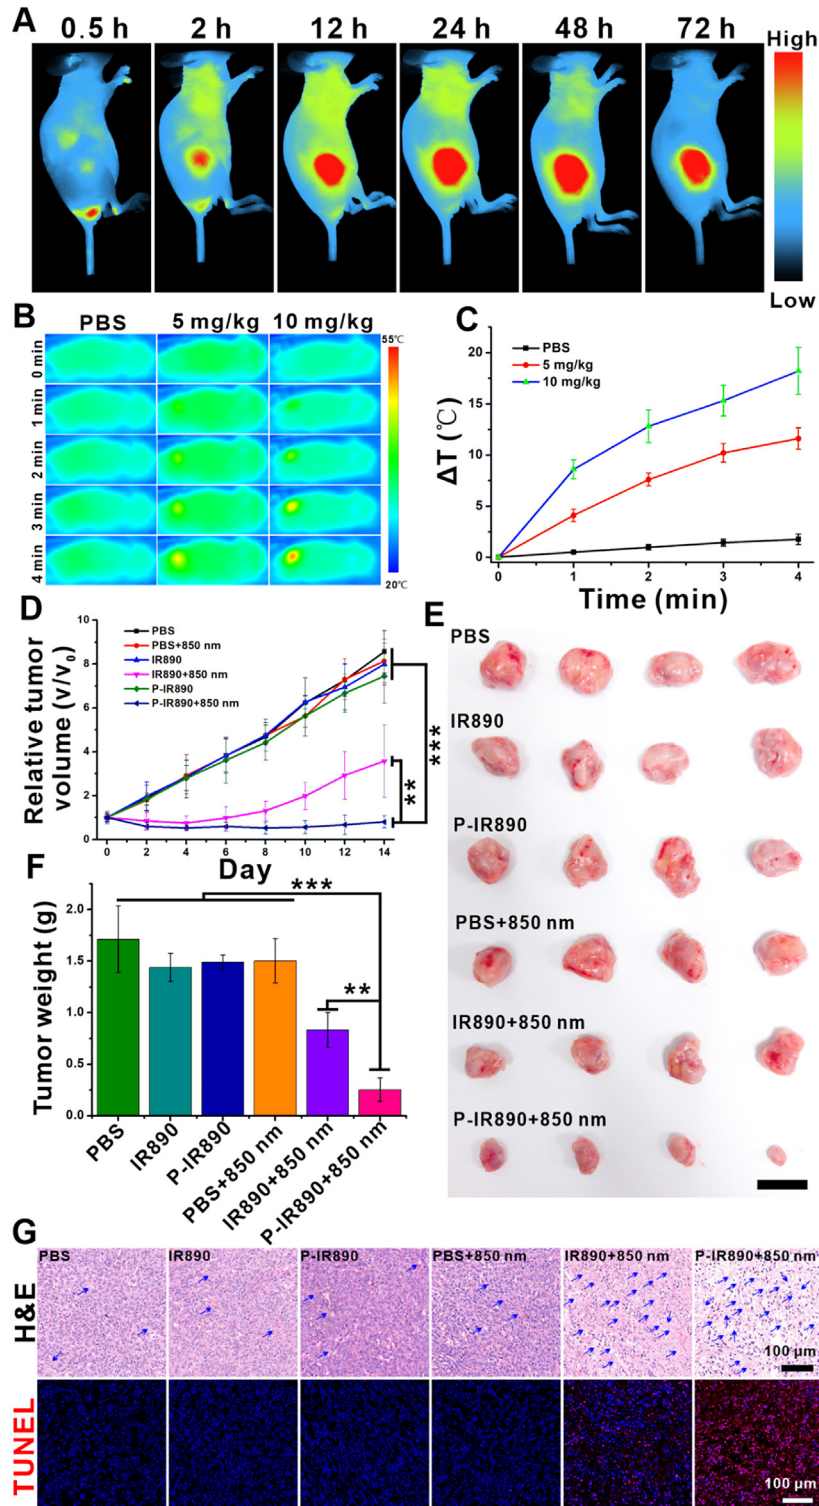 A
0.5 h 2 h 12 h 24 h 48 h 72 h
High
Low
B
PBS 5 mg/kg 10 mg/kg
55℃
0 min
1 min
2 min
3 min
4 min
20℃
C
PBS
5 mg/kg
10 mg/kg
ΔT (℃)
20
15
10
5
0
0 1 2 3 4
Time (min)
D
PBS
PBS+850 nm
IR890
IR890+850 nm
P-IR890
P-IR890+850 nm
Relative tumor
volume (v/v0)
10
8
6
4
2
0
0 2 4 6 8 10 12 14
Day
**
***
E
PBS
IR890
P-IR890
PBS+850 nm
IR890+850 nm
P-IR890+850 nm
F
Tumor weight (g)
2.0
1.5
1.0
0.5
0.0
***
**
PBS
IR890
P-IR890
PBS+850 nm
IR890+850 nm
P-IR890+850 nm
G
H&E
PBS IR890 P-IR890 PBS+850 nm IR890+850 nm P-IR890+850 nm
100 μm
TUNEL
100 μm